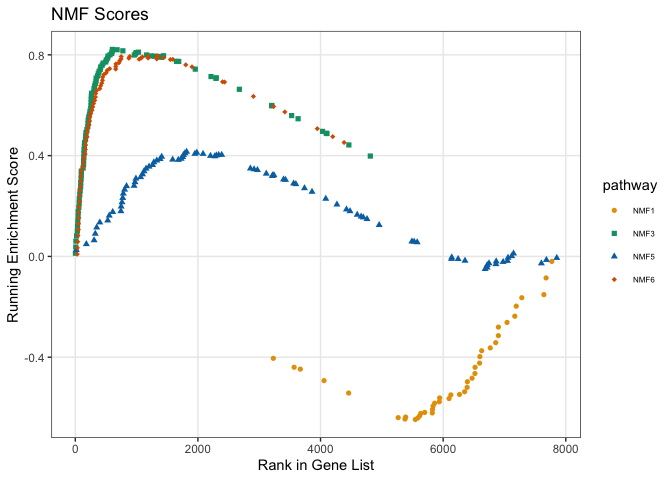 NMF Scores
Running Enrichment Score
0.8
0.4
0.0
-0.4
0
2000
4000
6000
8000
Rank in Gene List
pathway
NMF1
NMF3
NMF5
NMF6